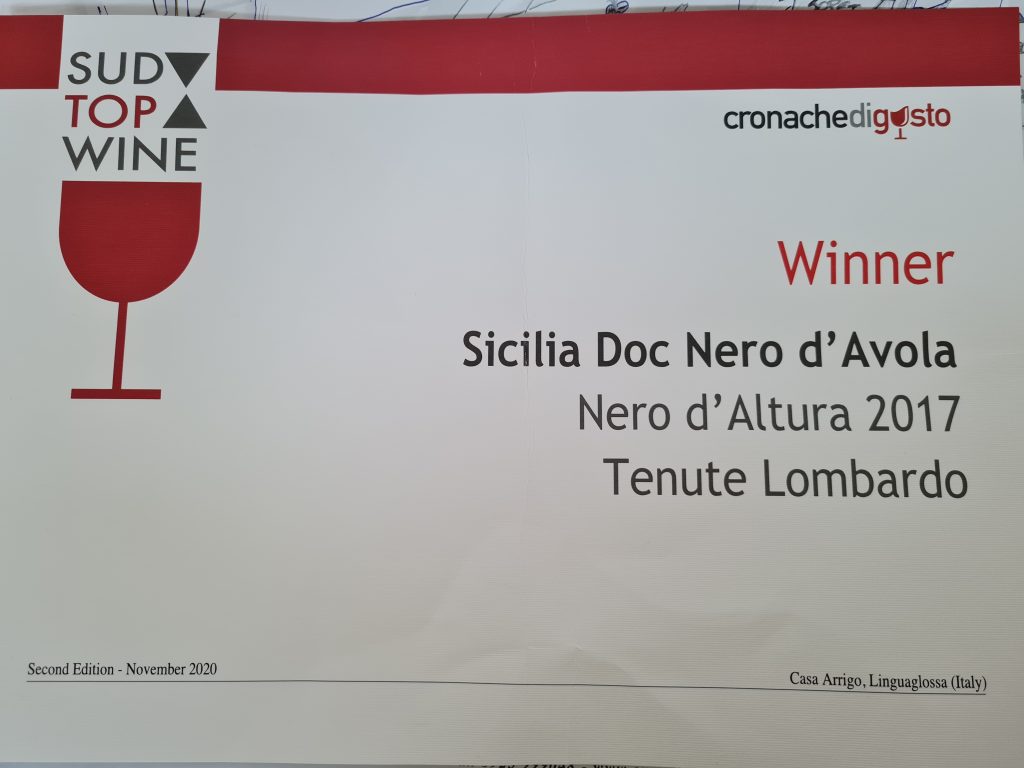 SUD
TOP
WINE
cronachedigusto
Winner
Sicilia Doc Nero d’Avola
Nero d’Altura 2017
Tenute Lombardo
Second Edition - November 2020
Casa Arrigo, Linguaglossa (Italy)